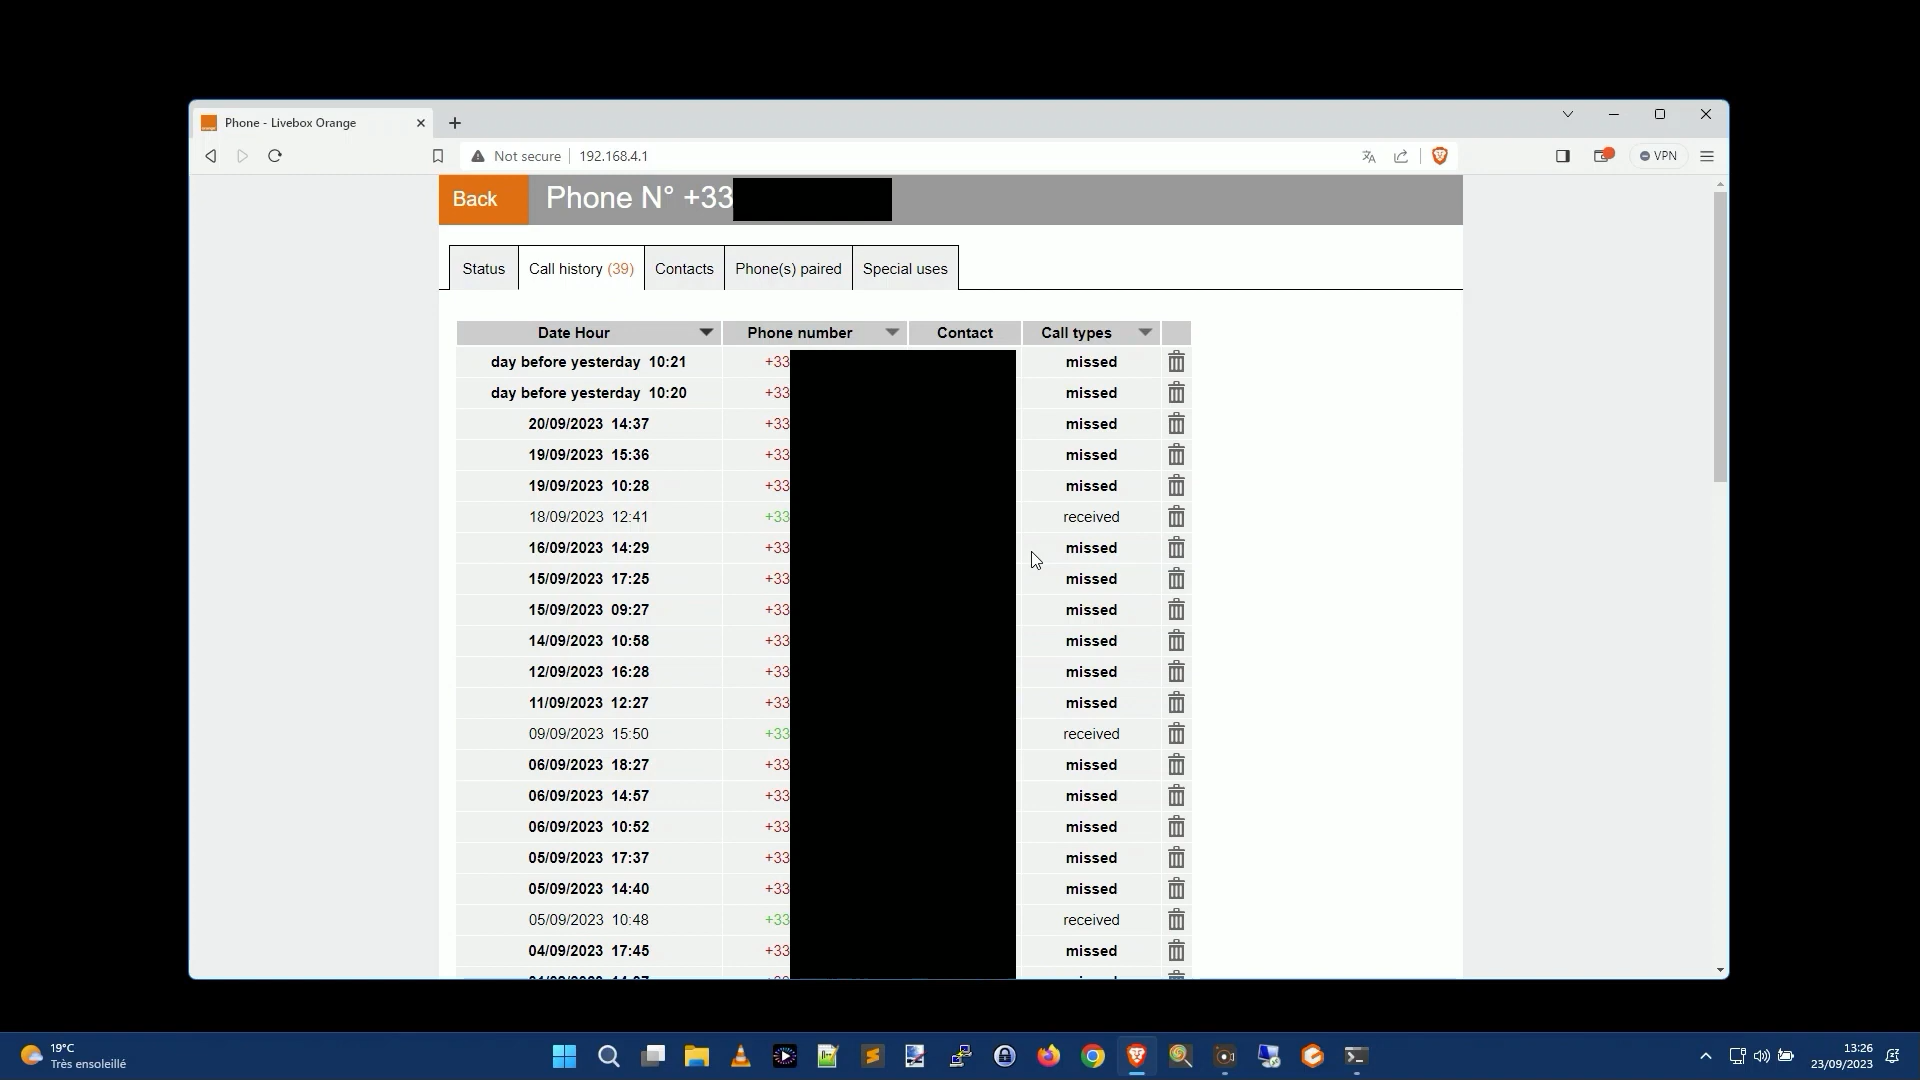 Phone - Livebox Orange
Not secure 192.168.4.1
VPN
Back Phone N° +33
Status Call history (39) Contacts Phone(s) paired Special uses
Date Hour Phone number Contact Call types
day before yesterday 10:21 +33 missed
day before yesterday 10:20 +33 missed
20/09/2023 14:37 +33 missed
19/09/2023 15:36 +33 missed
19/09/2023 10:28 +33 missed
18/09/2023 12:41 +33 received
16/09/2023 14:29 +33 missed
15/09/2023 17:25 +33 missed
15/09/2023 09:27 +33 missed
14/09/2023 10:58 +33 missed
12/09/2023 16:28 +33 missed
11/09/2023 12:27 +33 missed
09/09/2023 15:50 +33 received
06/09/2023 18:27 +33 missed
06/09/2023 14:57 +33 missed
06/09/2023 10:52 +33 missed
05/09/2023 17:37 +33 missed
05/09/2023 14:40 +33 missed
05/09/2023 10:48 +33 received
04/09/2023 17:45 +33 missed
19°C
Très ensoleillé
13:26
23/09/2023